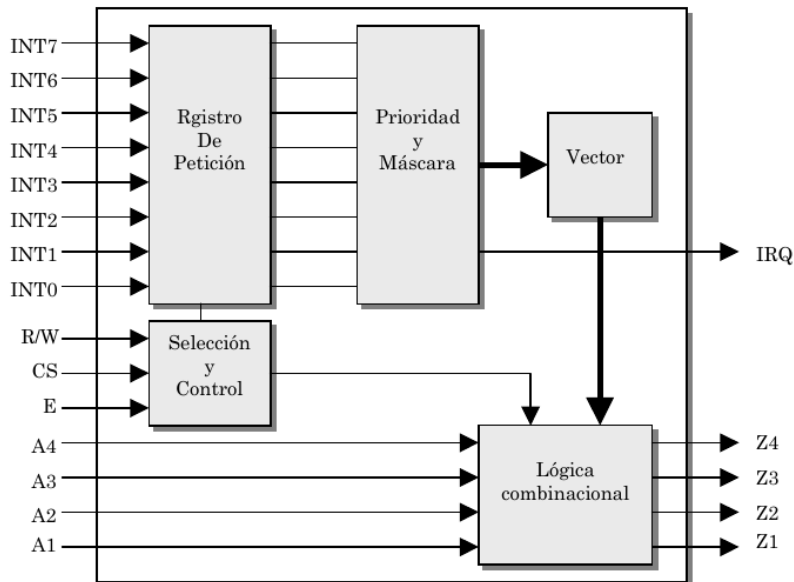 INT7
INT6
INT5
INT4
INT3
INT2
INT1
INT0
R/W
CS
E
A4
A3
A2
A1
Rgistro
De
Petición
Prioridad
y
Máscara
Vector
Selección
y
Control
Lógica
combinacional
IRQ
Z4
Z3
Z2
Z1